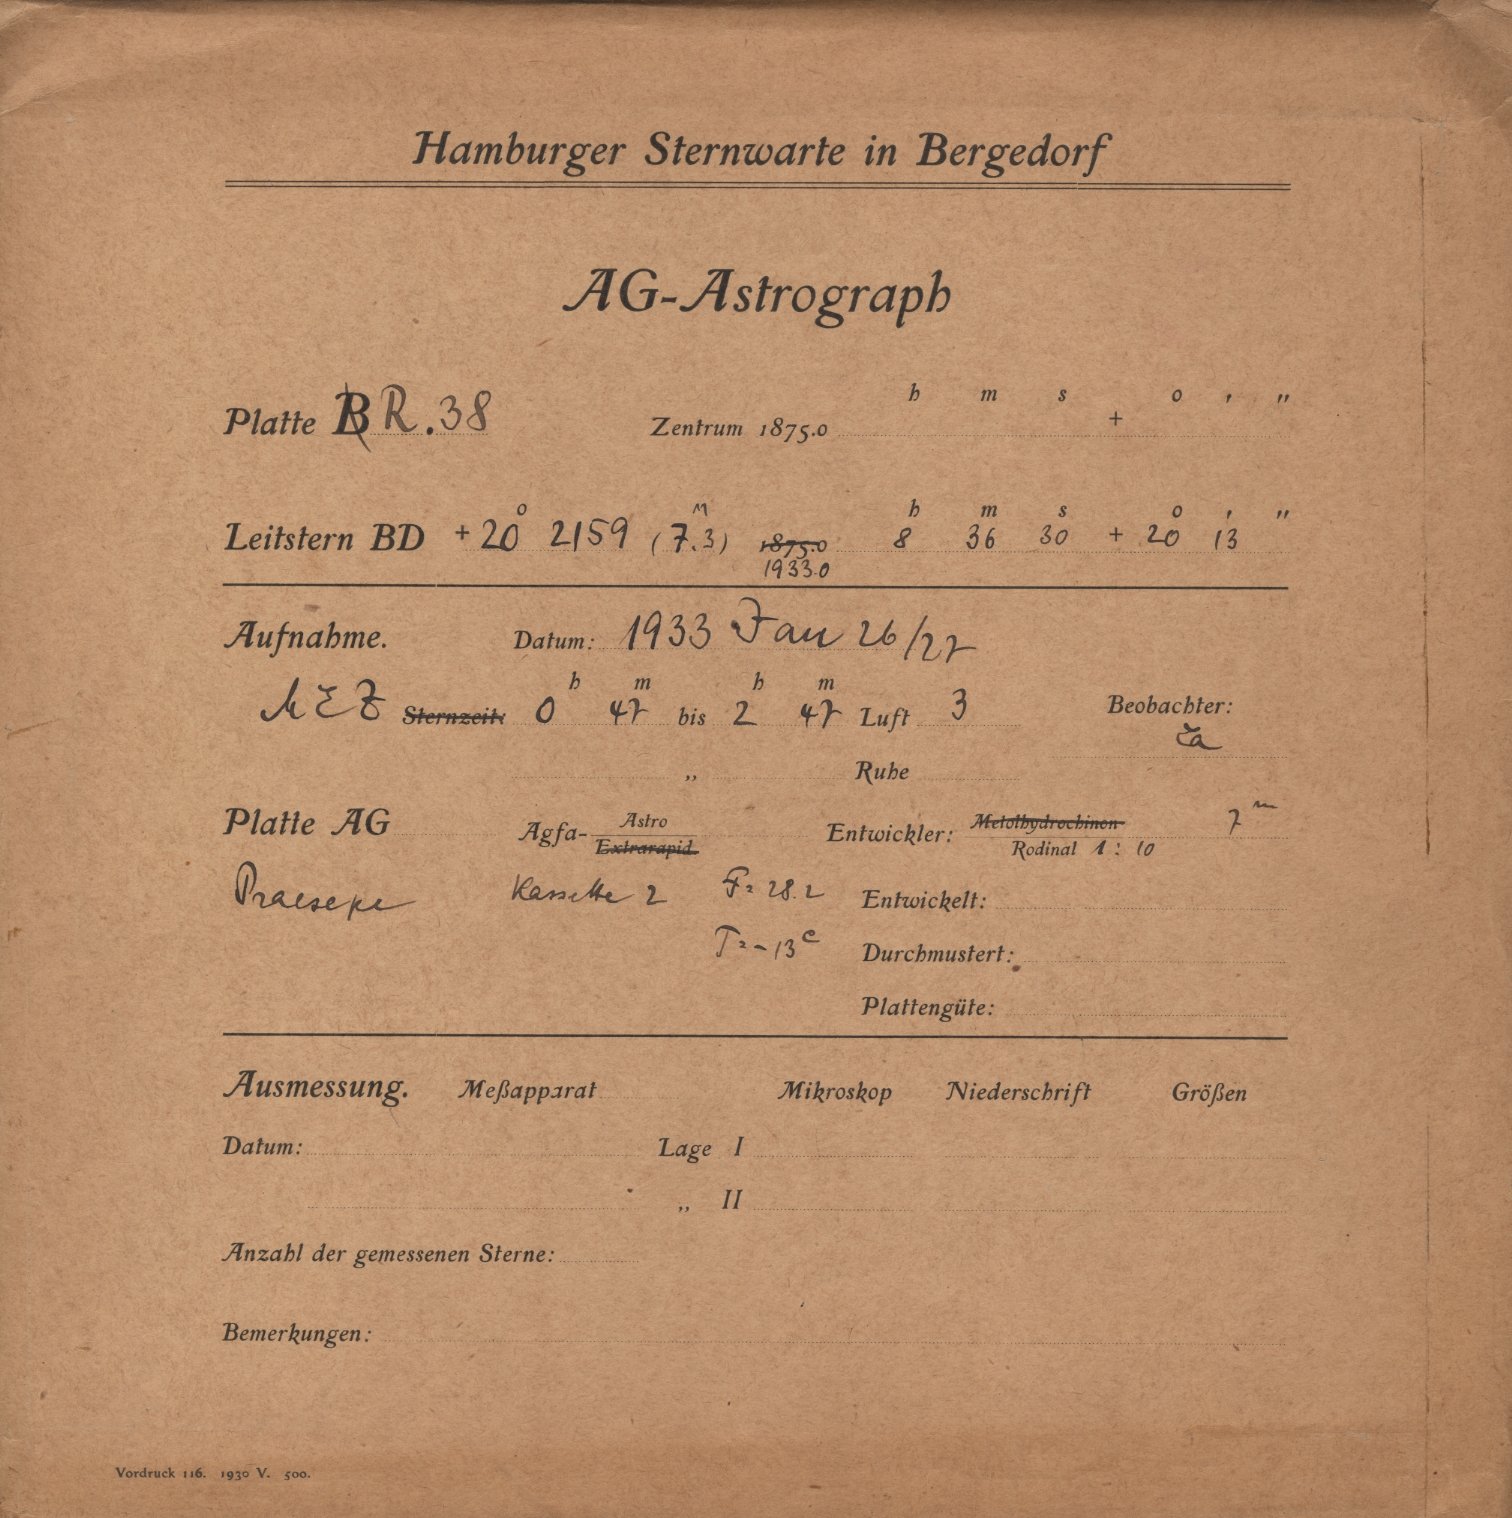 Hamburger Sternwarte in Bergedorf
AG-Astrograph
h m s ° ′ ″
Platte B R.38 Zentrum 1875.0 +
° M h m s ° ′ ″
Leitstern BD +20 2159 (7.3) 1875.0 8 36 30 + 20 13
1933.0
Aufnahme. Datum: 1933 Jan 26/27
h m h m
MEZ Sternzeit: 0 47 bis 2 47 Luft 3 Beobachter:
„ Ruhe
Platte AG Agfa- Astro Entwickler: Metolhydrochinon 7 m
Extrarapid Rodinal 1 : 10
Praesepe Kassette 2 F= 28.2 Entwickelt:
T= -13 c Durchmustert:
Plattengüte:
Ausmessung. Meßapparat Mikroskop Niederschrift Größen
Datum: Lage I
„ II
Anzahl der gemessenen Sterne:
Bemerkungen:
Vordruck 116. 1930 V. 500.